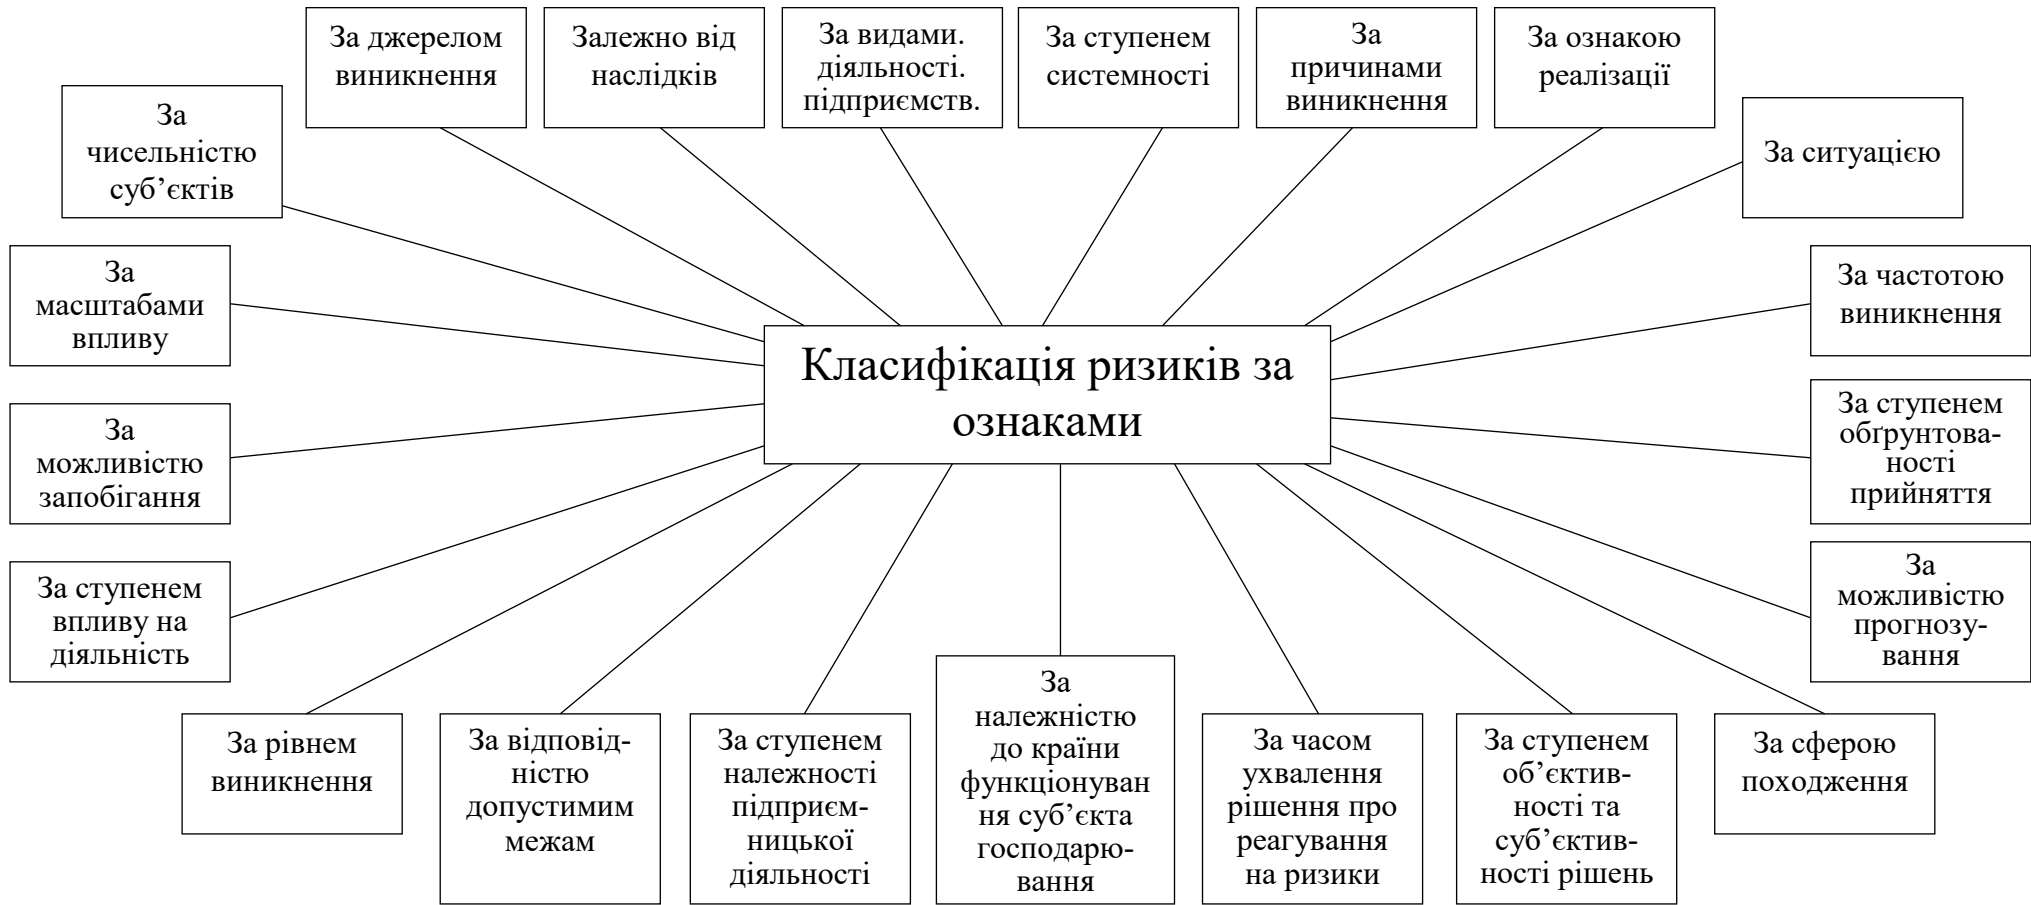 За джерелом
виникнення
Залежно від
наслідків
За видами.
діяльності.
підприємств.
За ступенем
системності
За
причинами
виникнення
За ознакою
реалізації
За
чисельністю
суб’єктів
За ситуацією
За
масштабами
впливу
За частотою
виникнення
Класифікація ризиків за
ознаками
За
можливістю
запобігання
За ступенем
обґрунтова-
ності
прийняття
За ступенем
впливу на
діяльність
За
можливістю
прогнозу-
вання
За рівнем
виникнення
За відповід-
ністю
допустимим
межам
За ступенем
належності
підприєм-
ницької
діяльності
За
належністю
до країни
функціонуван
ня суб’єкта
господарю-
вання
За часом
ухвалення
рішення про
реагування
на ризики
За ступенем
об’єктив-
ності та
суб’єктив-
ності рішень
За сферою
походження